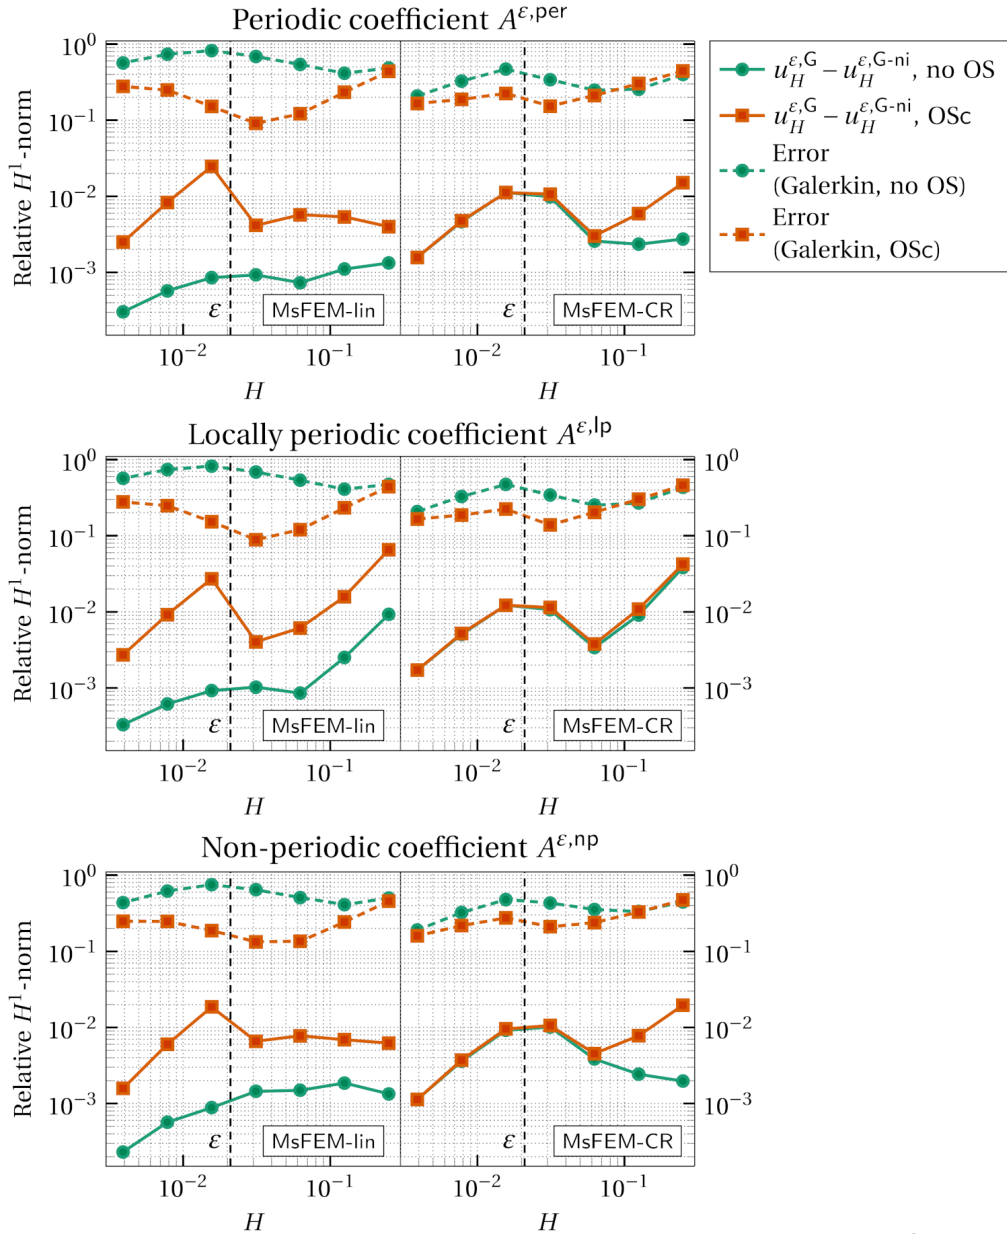 Periodic coefficient A^{ε,per}
10^0
10^{-1}
10^{-2}
10^{-3}
Relative H^1-norm
ε
MsFEM-lin
ε
MsFEM-CR
10^{-2}
10^{-1}
10^{-2}
10^{-1}
H
H
u_H^{ε,G} – u_H^{ε,G-ni}, no OS
u_H^{ε,G} – u_H^{ε,G-ni}, OSc
Error
(Galerkin, no OS)
Error
(Galerkin, OSc)
Locally periodic coefficient A^{ε,lp}
10^0
10^{-1}
10^{-2}
10^{-3}
Relative H^1-norm
ε
MsFEM-lin
ε
MsFEM-CR
10^0
10^{-1}
10^{-2}
10^{-3}
10^{-2}
10^{-1}
10^{-2}
10^{-1}
H
H
Non-periodic coefficient A^{ε,np}
10^0
10^{-1}
10^{-2}
10^{-3}
Relative H^1-norm
ε
MsFEM-lin
ε
MsFEM-CR
10^0
10^{-1}
10^{-2}
10^{-3}
10^{-2}
10^{-1}
10^{-2}
10^{-1}
H
H